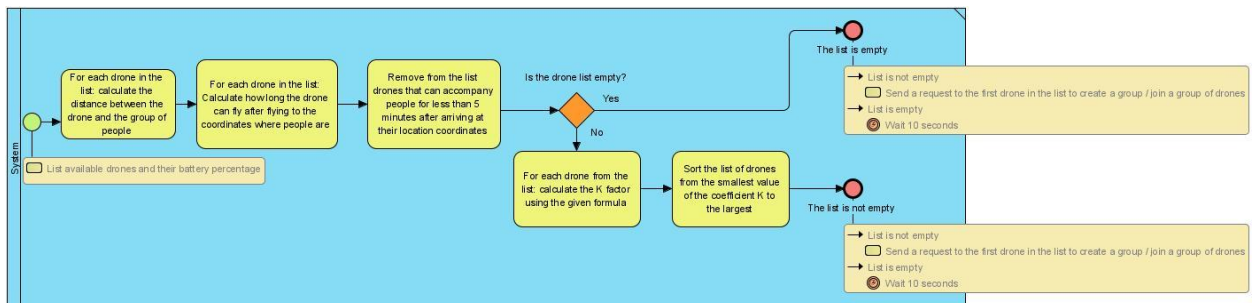 System
For each drone in the
list: calculate the
distance between the
drone and the group of
people
For each drone in the list:
Calculate how long the drone
can fly after flying to the
coordinates where people are
Remove from the list
drones that can accompany
people for less than 5
minutes after arriving at
their location coordinates
Is the drone list empty?
Yes
No
The list is empty
List is not empty
Send a request to the first drone in the list to create a group / join a group of drones
List is empty
Wait 10 seconds
List available drones and their battery percentage
For each drone from the
list: calculate the K factor
using the given formula
Sort the list of drones
from the smallest value
of the coefficient K to
the largest
The list is not empty
List is not empty
Send a request to the first drone in the list to create a group / join a group of drones
List is empty
Wait 10 seconds